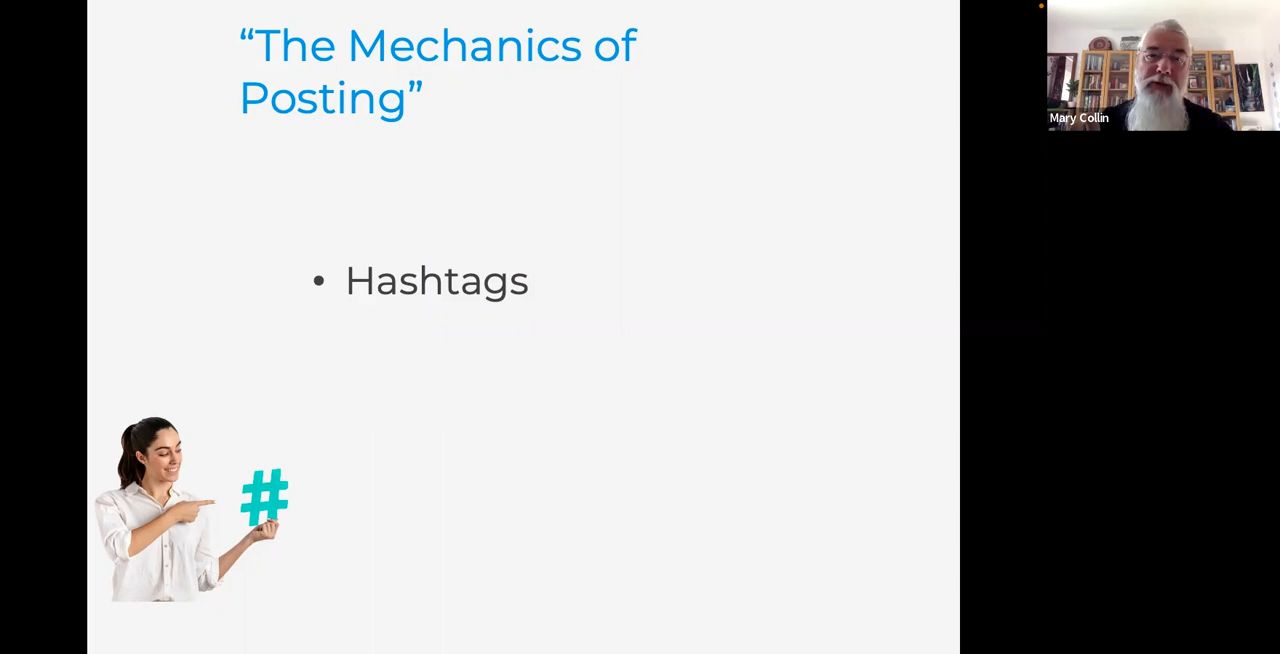 “The Mechanics of
Posting”
• Hashtags
#
Mary Collin